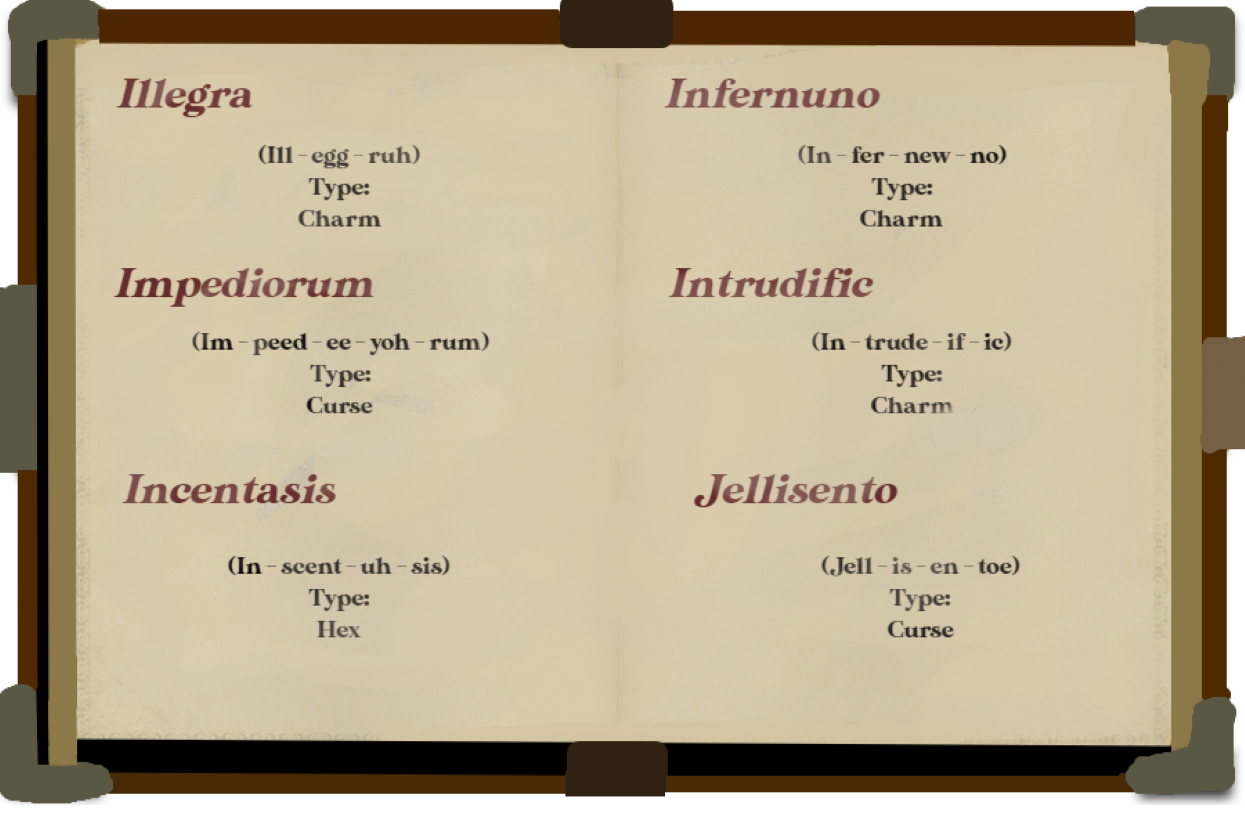 Illegra
(Ill - egg - ruh)
Type:
Charm
Impediorum
(Im - peed - ee - yoh - rum)
Type:
Curse
Incentasis
(In - scent - uh - sis)
Type:
Hex
Infernuno
(In - fer - new - no)
Type:
Charm
Intrudific
(In - trude - if - ic)
Type:
Charm
Jellisento
(Jell - is - en - toe)
Type:
Curse